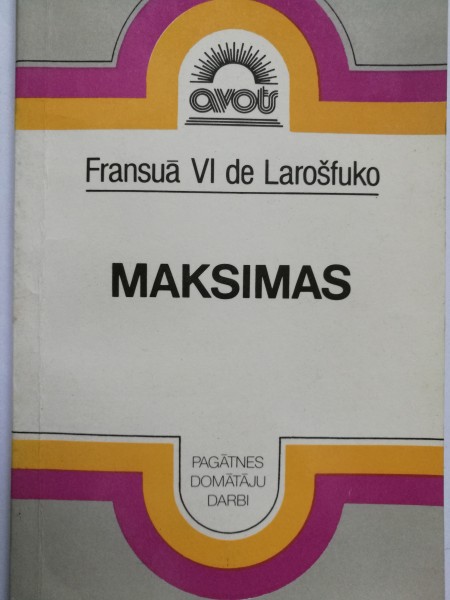 avots
Fransuā VI de Larošfuko
MAKSIMAS
PAGĀTNES
DOMĀTĀJU
DARBI